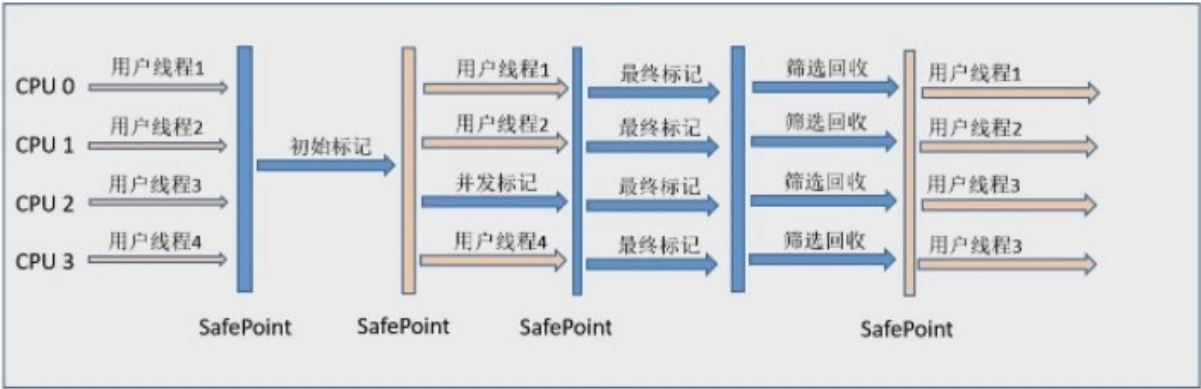 CPU 0 用户线程1 用户线程1 最终标记 筛选回收 用户线程1
CPU 1 用户线程2 初始标记 用户线程2 最终标记 筛选回收 用户线程2
CPU 2 用户线程3 并发标记 最终标记 筛选回收 用户线程3
CPU 3 用户线程4 用户线程4 最终标记 筛选回收 用户线程3
SafePoint SafePoint SafePoint SafePoint